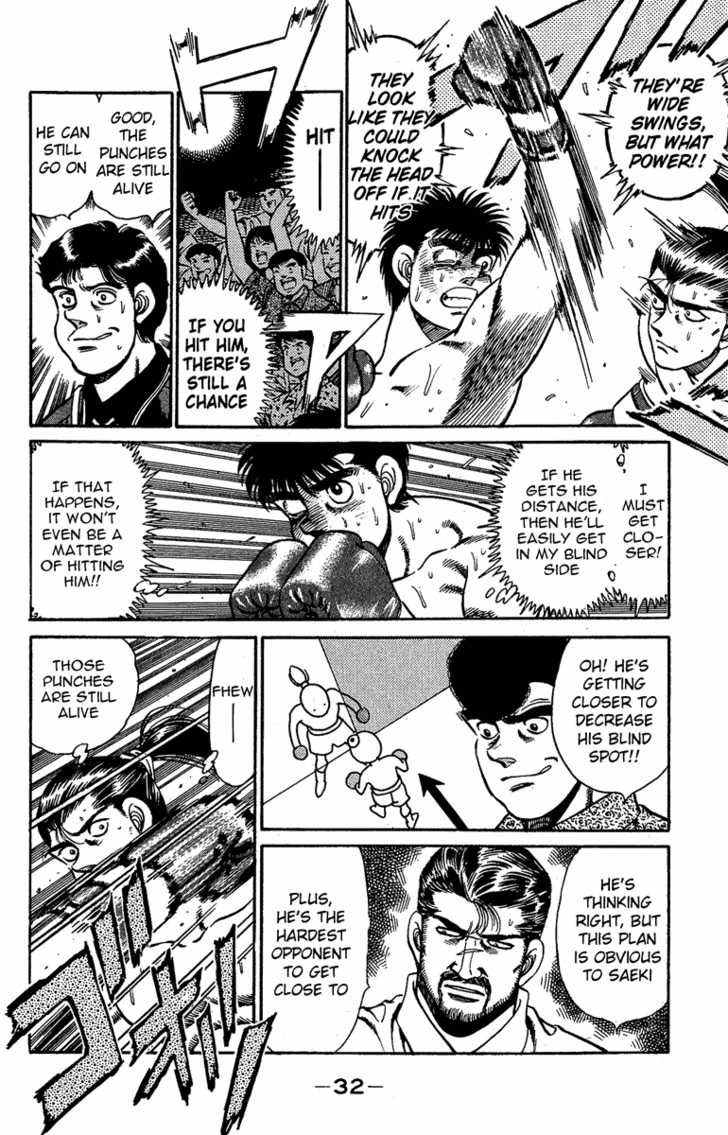 THEY'RE
WIDE
SWINGS,
BUT WHAT
POWER!!
THEY
LOOK
LIKE THEY
COULD
KNOCK
THE HEAD
OFF IF IT
HITS
HIT
—
IF YOU
HIT HIM,
THERE'S
STILL A
CHANCE
GOOD,
THE
PUNCHES
ARE STILL
ALIVE
HE CAN
STILL
GO ON
I
MUST
GET
CLO-
SER!
IF HE
GETS HIS
DISTANCE,
THEN HE'LL
EASILY GET
IN MY BLIND
SIDE
IF THAT
HAPPENS,
IT WON'T
EVEN BE A
MATTER
OF HITTING
HIM!!
OH! HE'S
GETTING
CLOSER TO
DECREASE
HIS BLIND
SPOT!!
FHEW
—
THOSE
PUNCHES
ARE STILL
ALIVE
HE'S
THINKING
RIGHT, BUT
THIS PLAN
IS OBVIOUS
TO SAEKI
PLUS,
HE'S THE
HARDEST
OPPONENT
TO GET
CLOSE TO
ゴオッ
—32—